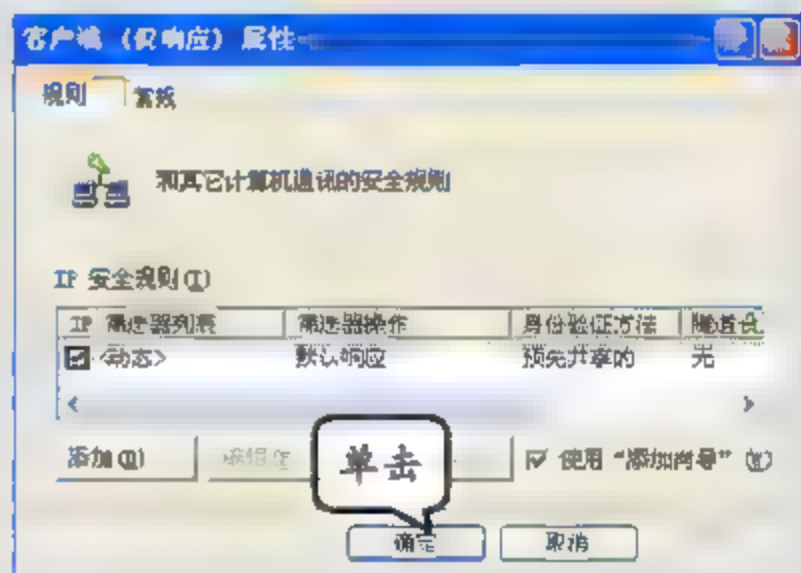 客户端（仅响应）属性
规则 常规
和其它计算机通讯的安全规则
IP 安全规则(I)
IP 筛选器列表 筛选器操作 身份验证方法 隧道设
<动态> 默认响应 预先共享的 无
添加(D) 编辑(E 单击 使用“添加向导”(W)
确定 取消